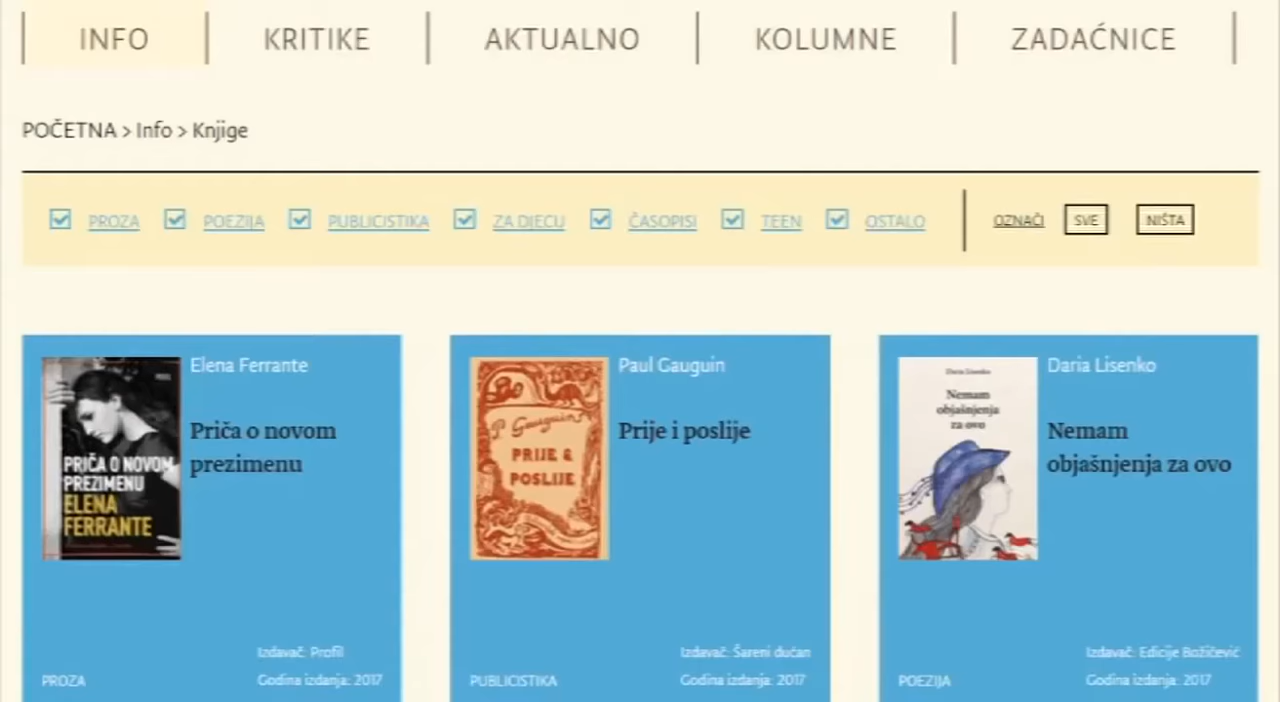 INFO KRITIKE AKTUALNO KOLUMNE ZADAĆNICE
POČETNA > Info > Knjige
PROZA POEZIJA PUBLICISTIKA ZA DJECU ČASOPISI TEEN OSTALO OZNAČI SVE NIŠTA
Elena Ferrante
Priča o novom
prezimenu
PRIČA O NOVOM
PREZIMENU
ELENA
FERRANTE
Izdavač: Profil
PROZA Godina izdanja: 2017
Paul Gauguin
Prije i poslije
P. Gauguin
PRIJE &
POSLIJE
Izdavač: Šareni dućan
PUBLICISTIKA Godina izdanja: 2017
Daria Lisenko
Nemam
objašnjenja za ovo
Daria Lisenko
Nemam
objašnjenja
za ovo
Izdavač: Edicije Božičević
POEZIJA Godina izdanja: 2017